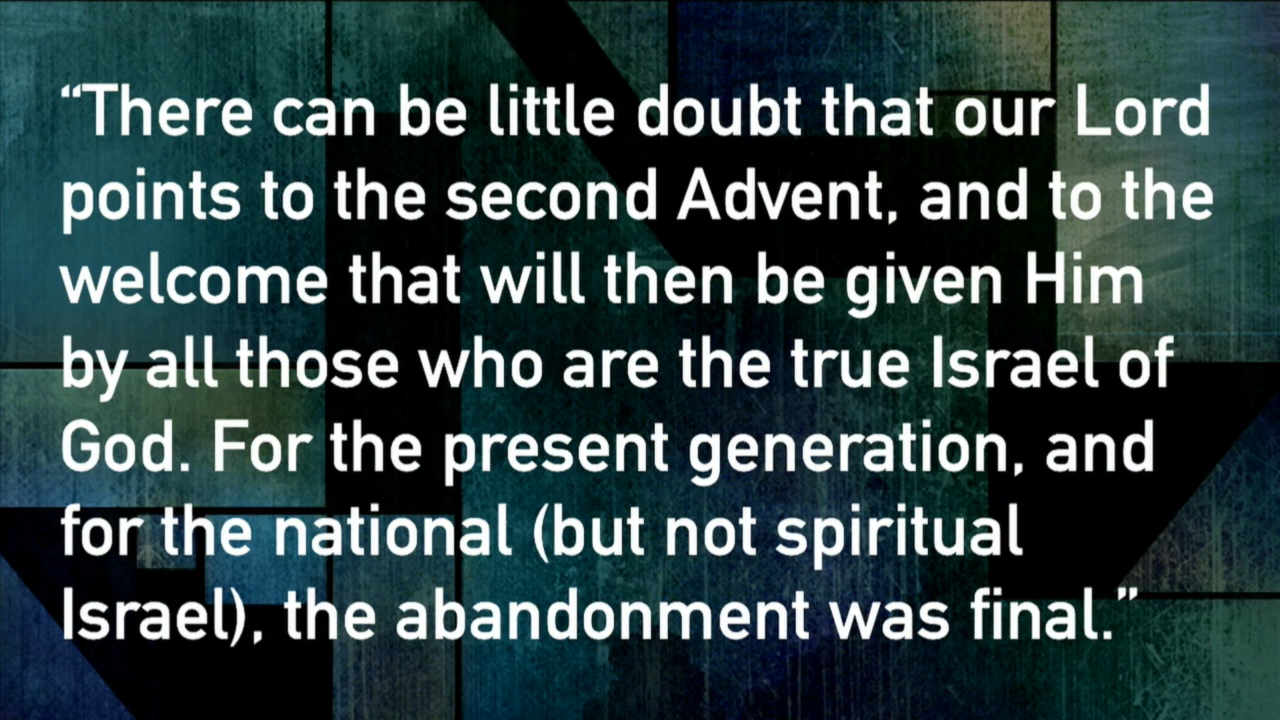 “There can be little doubt that our Lord
points to the second Advent, and to the
welcome that will then be given Him
by all those who are the true Israel of
God. For the present generation, and
for the national (but not spiritual
Israel), the abandonment was final.”